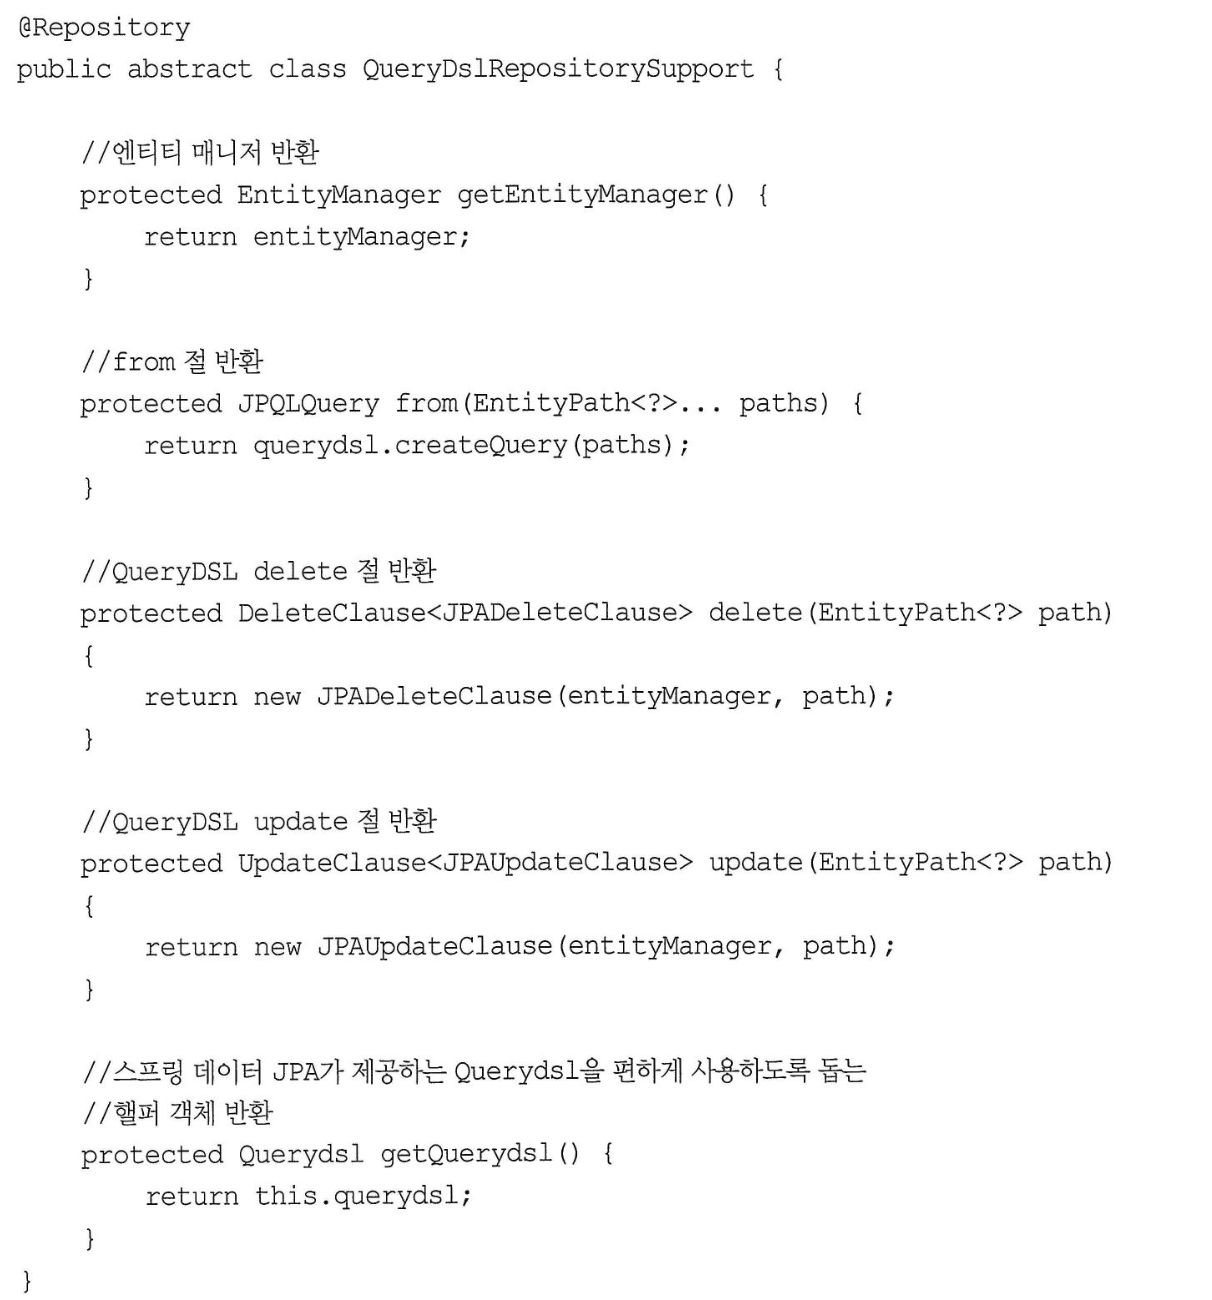 @Repository
public abstract class QueryDslRepositorySupport {
//엔티티 매니저 반환
protected EntityManager getEntityManager() {
return entityManager;
}
//from 절 반환
protected JPQLQuery from(EntityPath<?>... paths) {
return querydsl.createQuery(paths);
}
//QueryDSL delete 절 반환
protected DeleteClause<JPADeleteClause> delete(EntityPath<?> path)
{
return new JPADeleteClause(entityManager, path);
}
//QueryDSL update 절 반환
protected UpdateClause<JPAUpdateClause> update(EntityPath<?> path)
{
return new JPAUpdateClause(entityManager, path);
}
//스프링 데이터 JPA가 제공하는 Querydsl을 편하게 사용하도록 돕는
//핼퍼 객체 반환
protected Querydsl getQuerydsl() {
return this.querydsl;
}
}